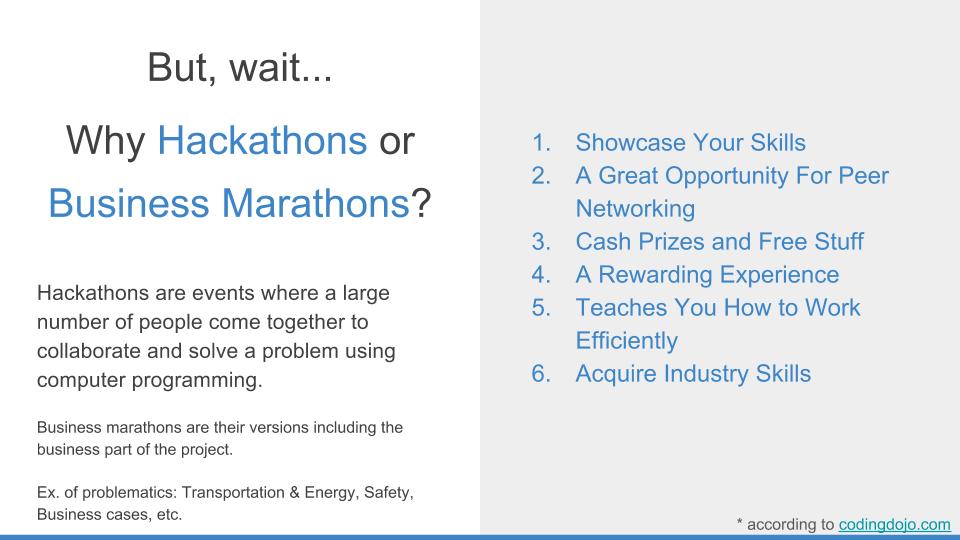 But, wait...
Why Hackathons or
Business Marathons?
Hackathons are events where a large
number of people come together to
collaborate and solve a problem using
computer programming.
Business marathons are their versions including the
business part of the project.
Ex. of problematics: Transportation & Energy, Safety,
Business cases, etc.
1. Showcase Your Skills
2. A Great Opportunity For Peer
Networking
3. Cash Prizes and Free Stuff
4. A Rewarding Experience
5. Teaches You How to Work
Efficiently
6. Acquire Industry Skills
* according to codingdojo.com